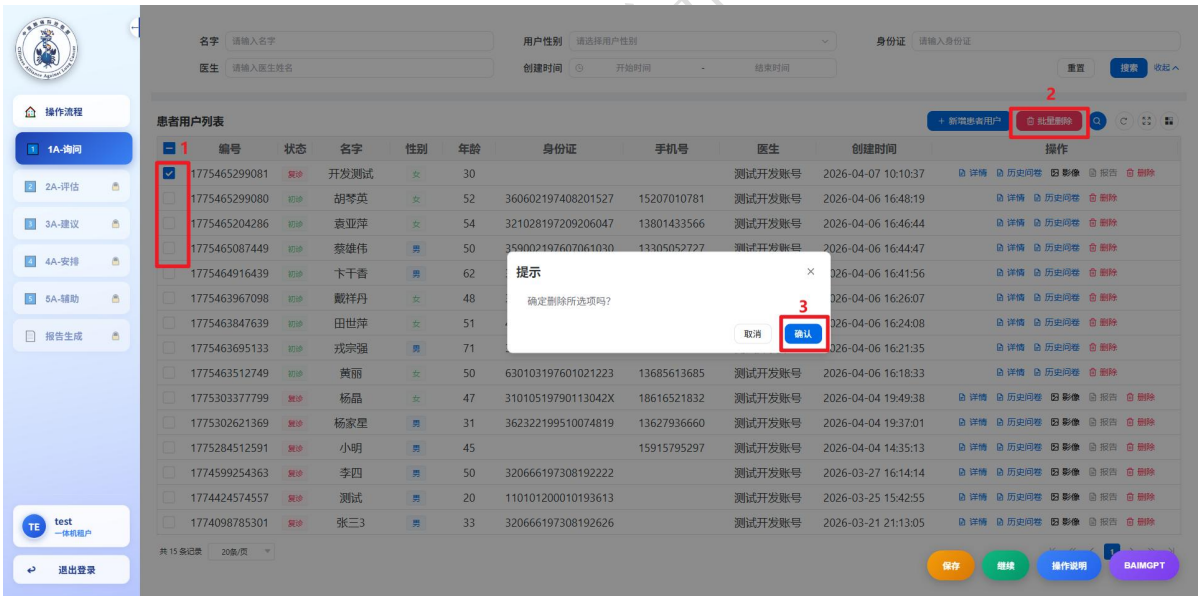 名字 请输入名字 用户性别 请选择用户性别 身份证 请输入身份证
医生 请输入医生姓名 创建时间 开始时间 - 结束时间 重置 搜索 收起
操作流程
1A-询问
2A-评估
3A-建议
4A-安排
5A-辅助
报告生成
2
患者用户列表 + 新增患者用户 批量删除
1 编号 状态 名字 性别 年龄 身份证 手机号 医生 创建时间 操作
1775465299081 复诊 开发测试 女 30 测试开发账号 2026-04-07 10:10:37 详情 历史问卷 影像 报告 删除
1775465299080 初诊 胡琴英 女 52 360602197408201527 15207010781 测试开发账号 2026-04-06 16:48:19 详情 历史问卷 删除
1775465204286 初诊 袁亚萍 女 54 321028197209206047 13801433566 测试开发账号 2026-04-06 16:46:44 详情 历史问卷 删除
1775465087449 初诊 蔡雄伟 男 50 359002197607061030 13305052727 测试开发账号 2026-04-06 16:44:47 详情 历史问卷 删除
1775464916439 初诊 卞干香 男 62 026-04-06 16:41:56 详情 历史问卷 删除
1775463967098 初诊 戴祥丹 女 48 026-04-06 16:26:07 详情 历史问卷 删除
1775463847639 初诊 田世萍 女 51 026-04-06 16:24:08 详情 历史问卷 删除
1775463695133 初诊 戎宗强 男 71 026-04-06 16:21:35 详情 历史问卷 删除
1775463512749 初诊 黄丽 女 50 630103197601021223 13685613685 测试开发账号 2026-04-06 16:18:33 详情 历史问卷 删除
1775303377799 复诊 杨晶 女 47 31010519790113042X 18616521832 测试开发账号 2026-04-04 19:49:38 详情 历史问卷 影像 报告 删除
1775302621369 复诊 杨家星 男 31 362322199510074819 13627936660 测试开发账号 2026-04-04 19:37:01 详情 历史问卷 影像 报告 删除
1775284512591 复诊 小明 男 45 15915795297 测试开发账号 2026-04-04 14:35:13 详情 历史问卷 影像 报告 删除
1774599254363 复诊 李四 男 50 320666197308192222 测试开发账号 2026-03-27 16:14:14 详情 历史问卷 影像 报告 删除
1774424574557 复诊 测试 男 20 110101200010193613 测试开发账号 2026-03-25 15:42:55 详情 历史问卷 影像 报告 删除
1774098785301 复诊 张三3 男 33 320666197308192626 测试开发账号 2026-03-21 21:13:05 详情 历史问卷 影像 报告 删除
提示
确定删除所选项吗?
3
取消 确认
共 15 条记录 20条/页 1
TE test
一体机租户
退出登录
保存 继续 操作说明 BAIMGPT